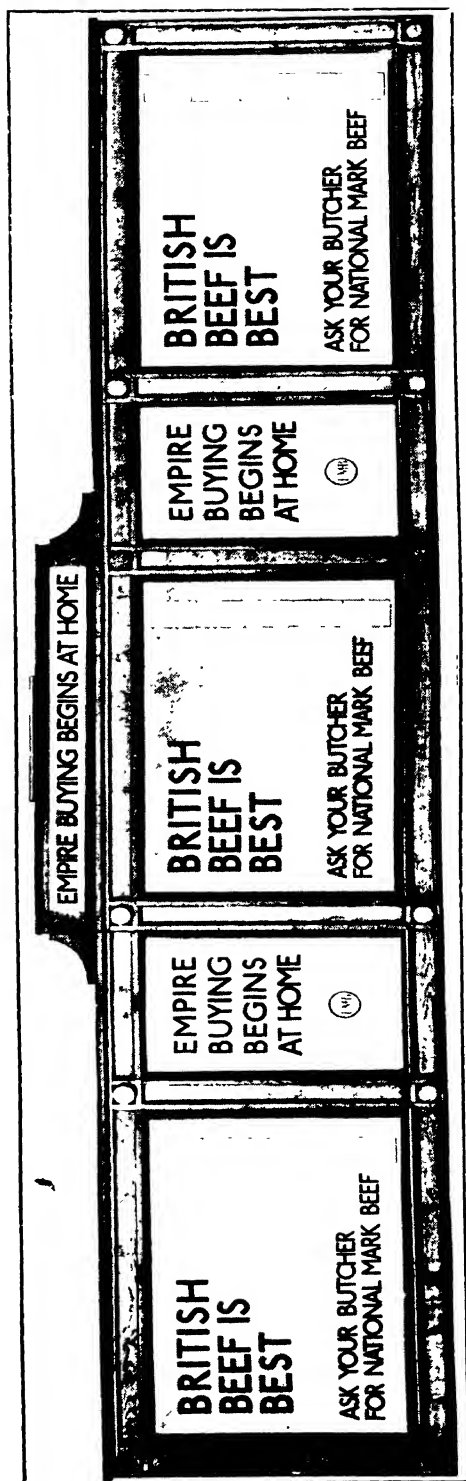 EMPIRE BUYING BEGINS AT HOME
BRITISH
BEEF IS
BEST
ASK YOUR BUTCHER
FOR NATIONAL MARK BEEF
EMPIRE
BUYING
BEGINS
AT HOME
BRITISH
BEEF IS
BEST
ASK YOUR BUTCHER
FOR NATIONAL MARK BEEF
EMPIRE
BUYING
BEGINS
AT HOME
BRITISH
BEEF IS
BEST
ASK YOUR BUTCHER
FOR NATIONAL MARK BEEF